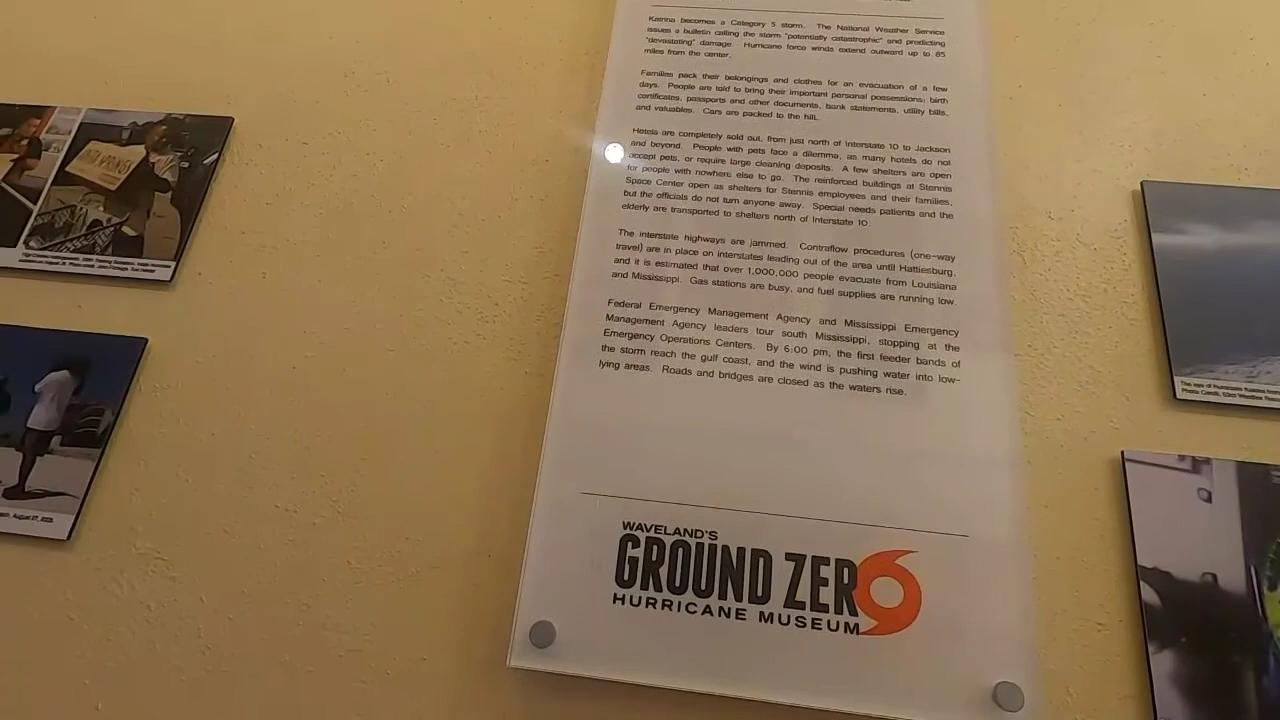 Katrina becomes a Category 5 storm. The National Weather Service
issues a bulletin calling the storm "potentially catastrophic" and predicting
"devastating" damage. Hurricane force winds extend outward up to 85
miles from the center.
Families pack their belongings and clothes for an evacuation of a few
days. People are told to bring their important personal possessions: birth
certificates, passports and other documents, bank statements, utility bills,
and valuables. Cars are packed to the hilt.
Hotels are completely sold out, from just north of Interstate 10 to Jackson
and beyond. People with pets face a dilemma, as many hotels do not
accept pets, or require large cleaning deposits. A few shelters are open
for people with nowhere else to go. The reinforced buildings at Stennis
Space Center open as shelters for Stennis employees and their families,
but the officials do not turn anyone away. Special needs patients and the
elderly are transported to shelters north of Interstate 10.
The interstate highways are jammed. Contraflow procedures (one-way
travel) are in place on interstates leading out of the area until Hattiesburg,
and it is estimated that over 1,000,000 people evacuate from Louisiana
and Mississippi. Gas stations are busy, and fuel supplies are running low.
Federal Emergency Management Agency and Mississippi Emergency
Management Agency leaders tour south Mississippi, stopping at the
Emergency Operations Centers. By 6:00 pm, the first feeder bands of
the storm reach the gulf coast, and the wind is pushing water into low-
lying areas. Roads and bridges are closed as the waters rise.
WAVELAND'S
GROUND ZERO
HURRICANE MUSEUM
August 27, 2005
The eye of Hurricane Katrina from
Photo Credit, 53rd Weather